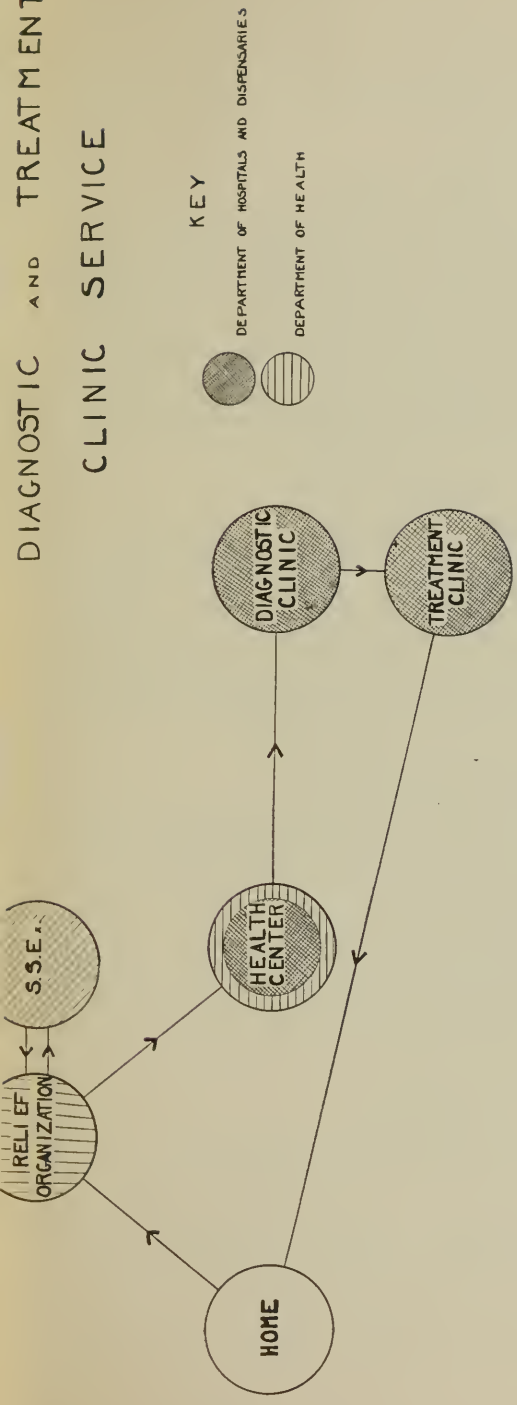 DIAGNOSTIC AND TREATMENT
CLINIC SERVICE
KEY
DEPARTMENT OF HOSPITALS AND DISPENSARIES
DEPARTMENT OF HEALTH
S.S.E.
RELIEF
ORGANIZATION
HEALTH
CENTER
DIAGNOSTIC
CLINIC
TREATMENT
CLINIC
HOME